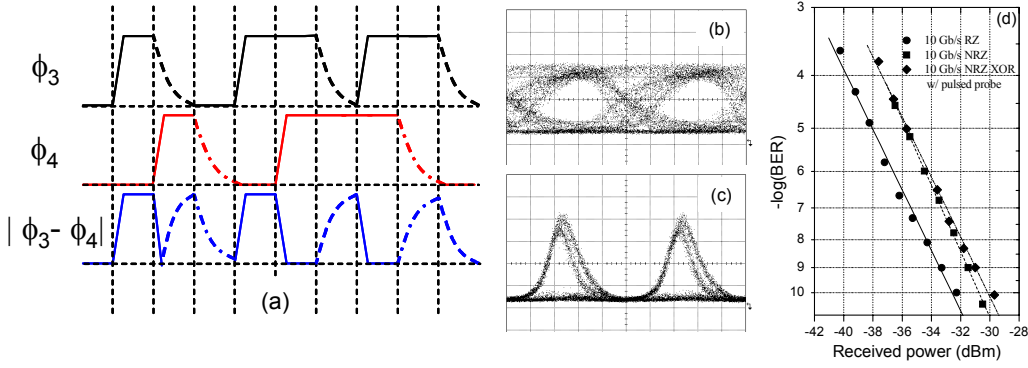 ϕ3
ϕ4
| ϕ3- ϕ4|
(a)
(b)
(c)
(d)
10 Gb/s RZ
10 Gb/s NRZ
10 Gb/s NRZ XOR
w/ pulsed probe
-log(BER)
3
4
5
6
7
8
9
10
-42 -40 -38 -36 -34 -32 -30 -28
Received power (dBm)